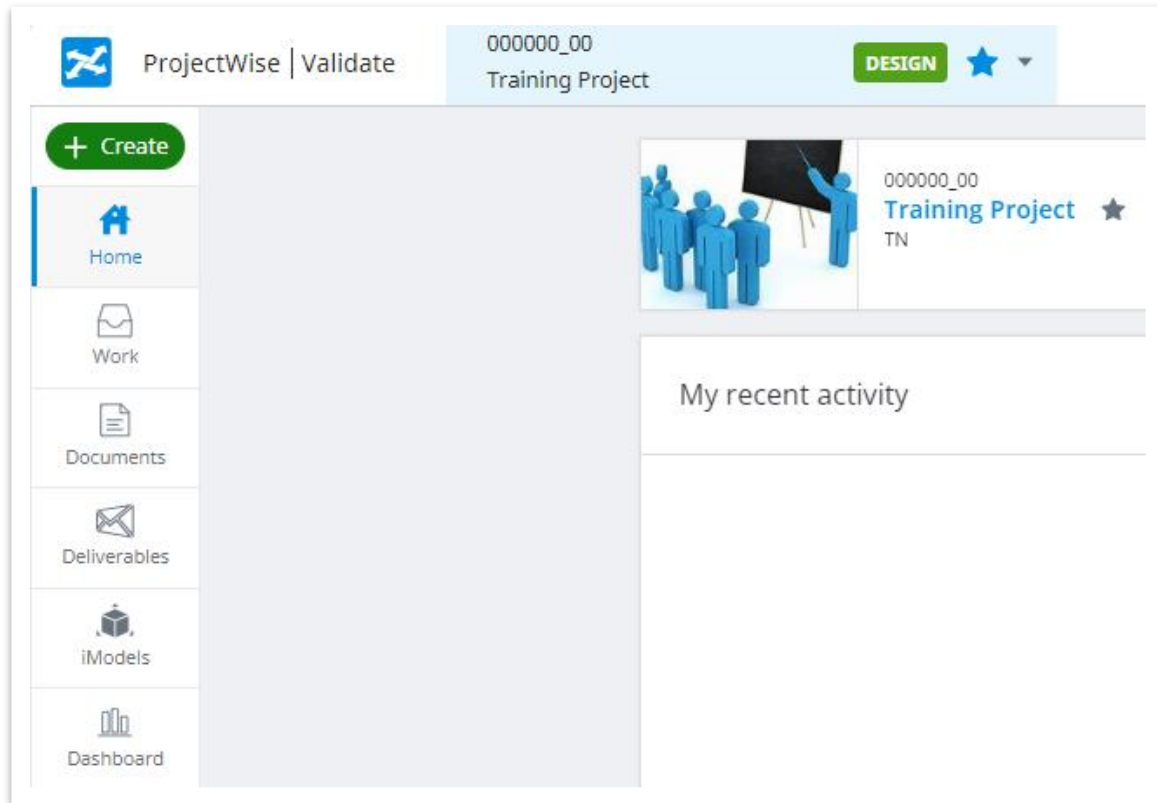 ProjectWise | Validate
000000_00
Training Project
DESIGN
+ Create
Home
Work
Documents
Deliverables
iModels
Dashboard
000000_00
Training Project
TN
My recent activity